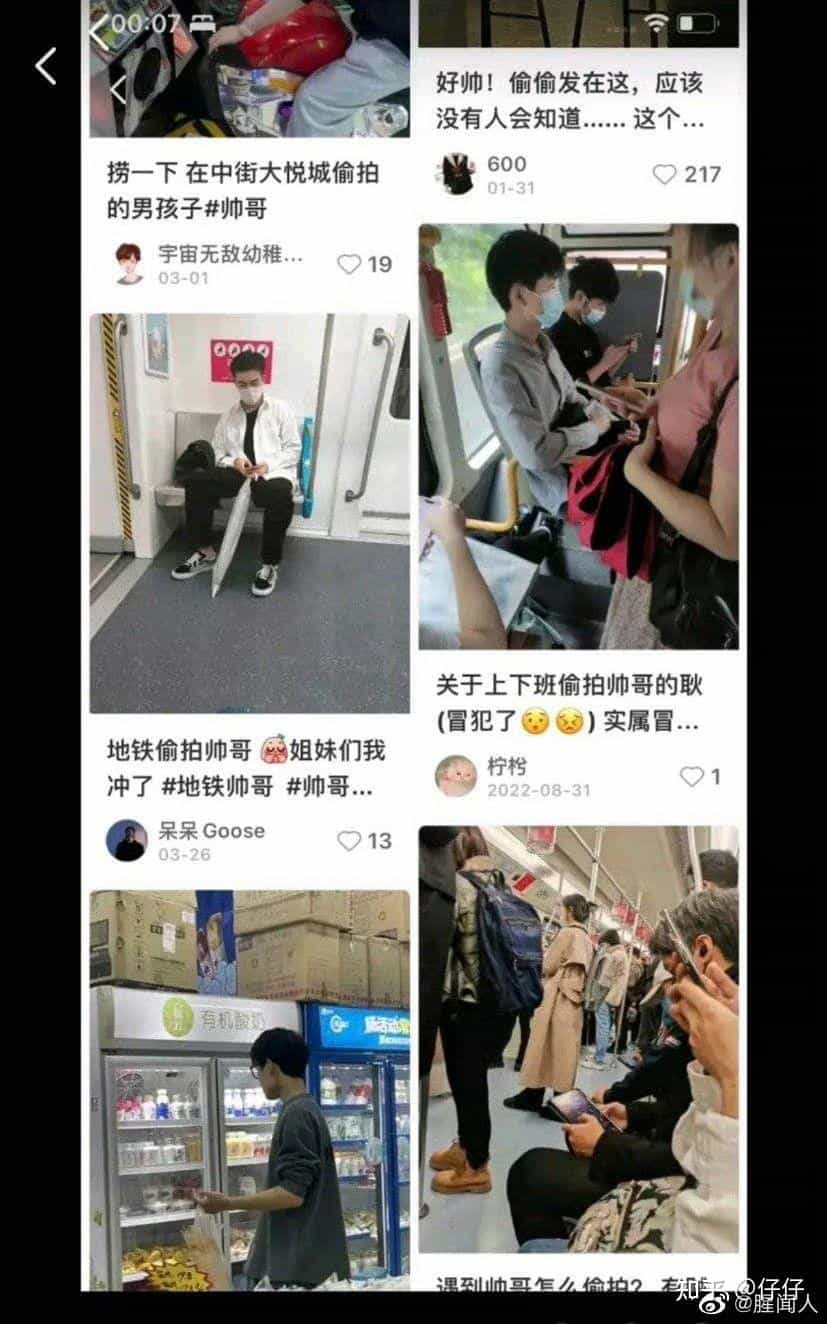 00:07
捞一下 在中街大悦城偷拍
的男孩子#帅哥
宇宙无敌幼稚...
03-01
19
地铁偷拍帅哥 姐妹们我
冲了 #地铁帅哥 #帅哥...
呆呆Goose
03-26
13
有机酸奶
好帅！偷偷发在这，应该
没有人会知道...... 这个...
600
01-31
217
关于上下班偷拍帅哥的耿
(冒犯了) 实属冒...
柠枍
2022-08-31
1
遇到帅哥怎么偷拍？有
知乎 @仔仔
@腥闻人